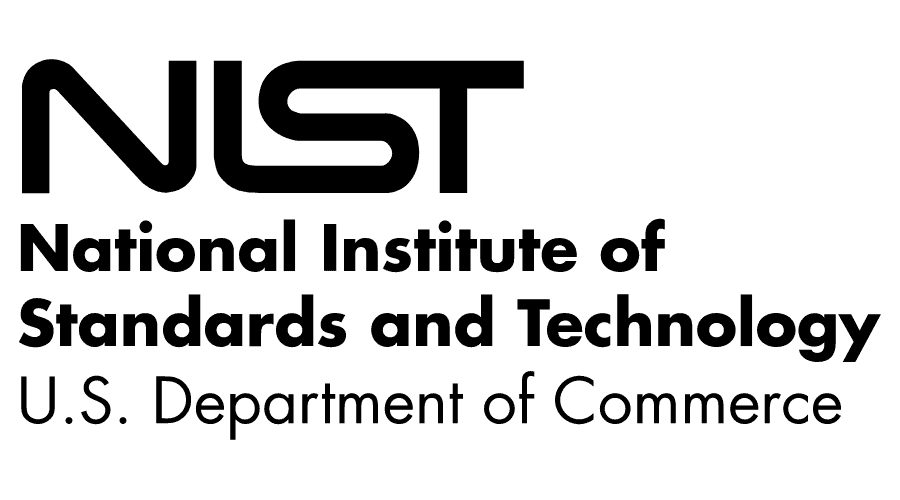 NIST
National Institute of
Standards and Technology
U.S. Department of Commerce